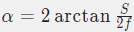 α = 2 arctan S/2f